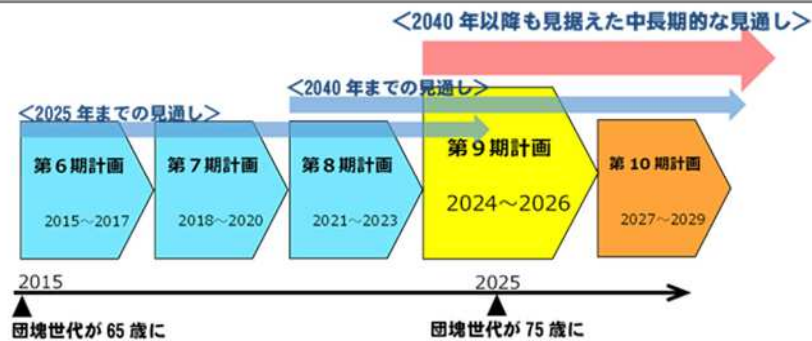 ＜2040 年以降も見据えた中長期的な見通し＞
＜2040 年までの見通し＞
＜2025 年までの見通し＞
第６期計画
2015～2017
第７期計画
2018～2020
第８期計画
2021～2023
第９期計画
2024～2026
第 10 期計画
2027～2029
2015
2025
団塊世代が 65 歳に
団塊世代が 75 歳に